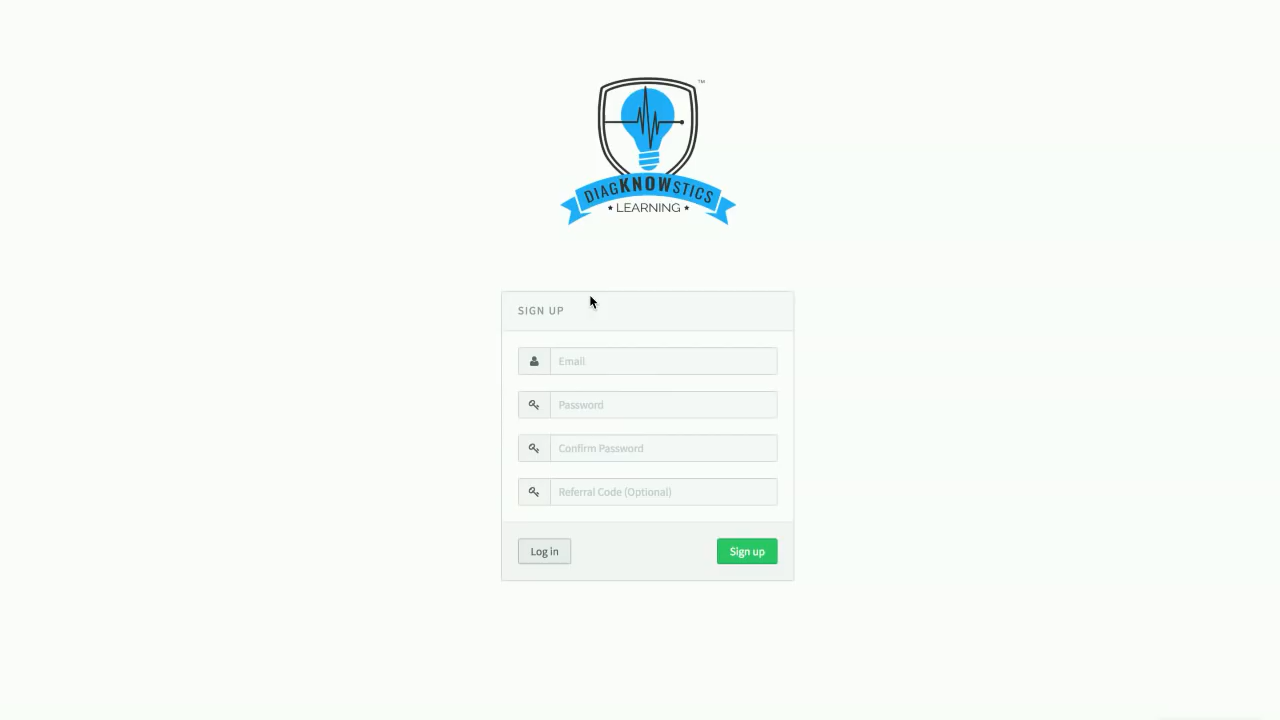 TM
DIAGKNOWSTICS
LEARNING
SIGN UP
Email
Password
Confirm Password
Referral Code (Optional)
Log in
Sign up